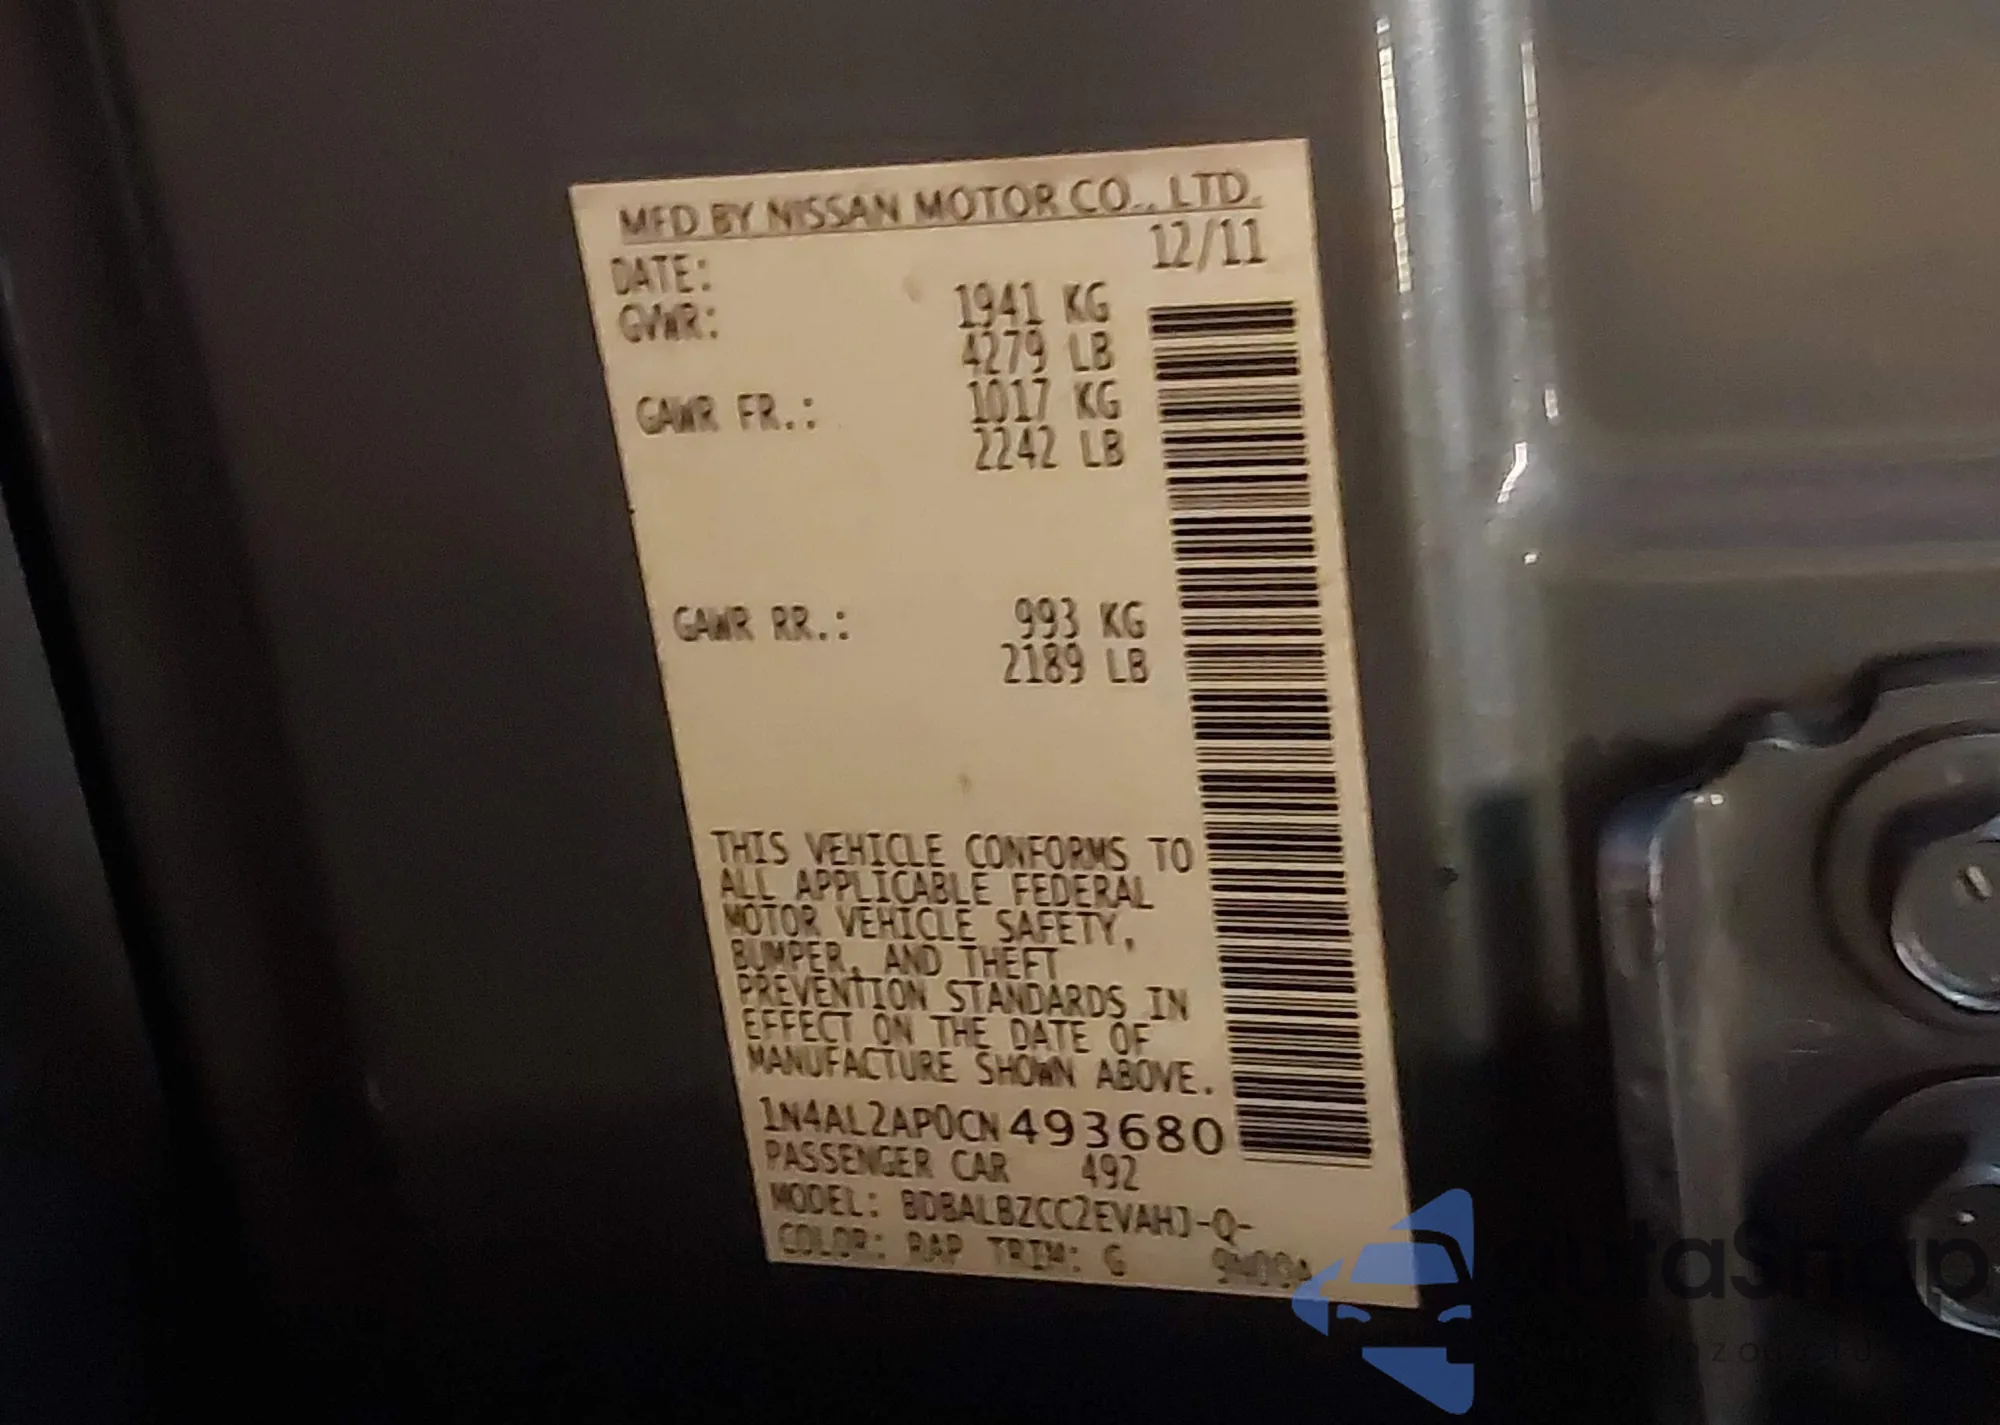 MFD BY NISSAN MOTOR CO., LTD.
DATE: 12/11
GVWR: 1941 KG
4279 LB
GAWR FR.: 1017 KG
2242 LB
GAWR RR.: 993 KG
2189 LB
THIS VEHICLE CONFORMS TO
ALL APPLICABLE FEDERAL
MOTOR VEHICLE SAFETY,
BUMPER, AND THEFT
PREVENTION STANDARDS IN
EFFECT ON THE DATE OF
MANUFACTURE SHOWN ABOVE.
1N4AL2AP0CN493680
PASSENGER CAR 492
MODEL: BDBALBZCC2EVAHJ-Q-
COLOR: RAP TRIM: G
autaSnap